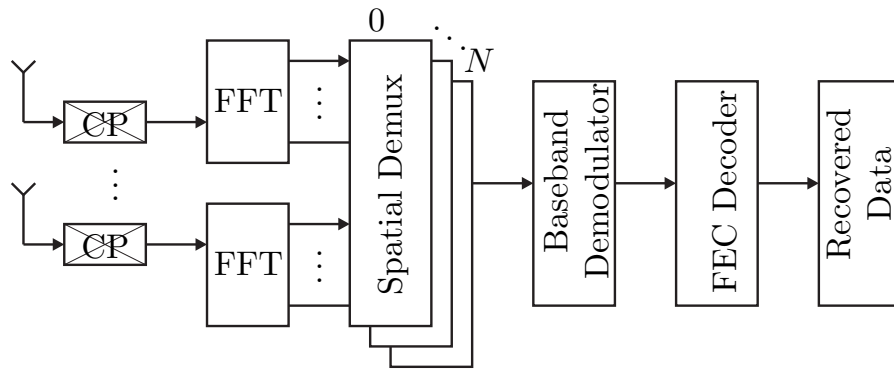 0
N
CP
FFT
CP
FFT
Spatial Demux
Baseband
Demodulator
FEC Decoder
Recovered
Data